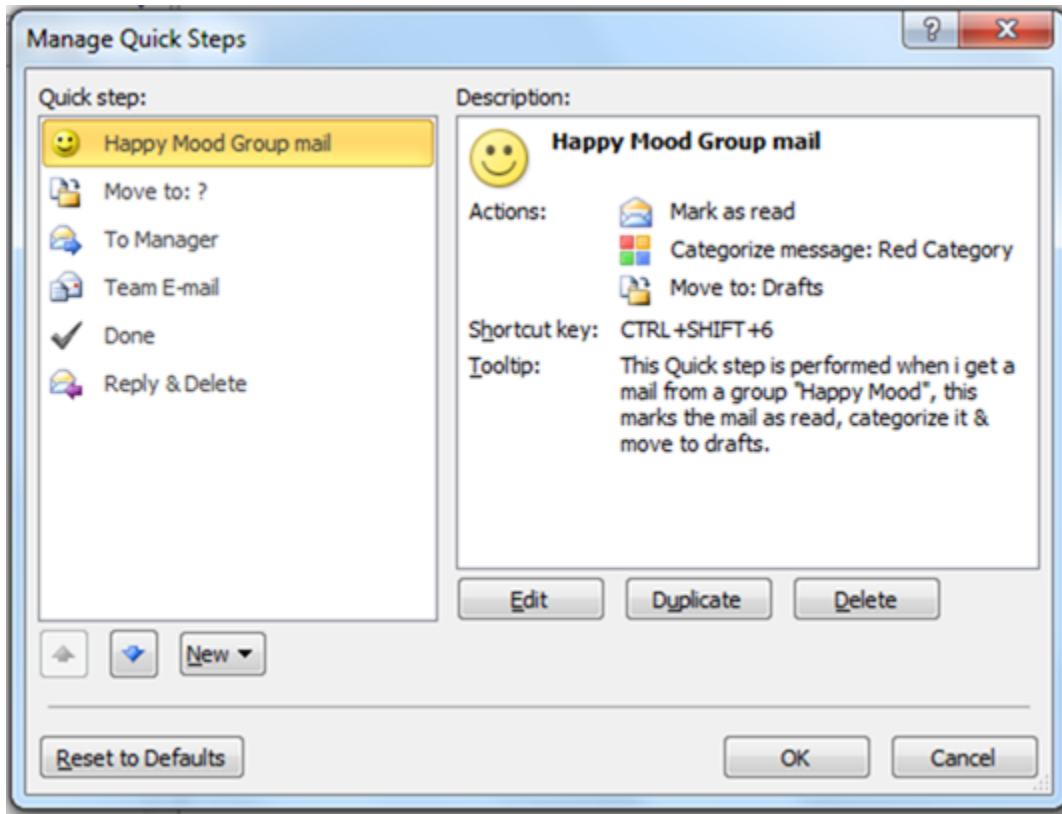 Manage Quick Steps
Quick step:
Happy Mood Group mail
Move to: ?
To Manager
Team E-mail
Done
Reply & Delete
New
Description:
Happy Mood Group mail
Actions:
Mark as read
Categorize message: Red Category
Move to: Drafts
Shortcut key: CTRL+SHIFT+6
Tooltip: This Quick step is performed when i get a
mail from a group "Happy Mood", this
marks the mail as read, categorize it &
move to drafts.
Edit Duplicate Delete
Reset to Defaults OK Cancel